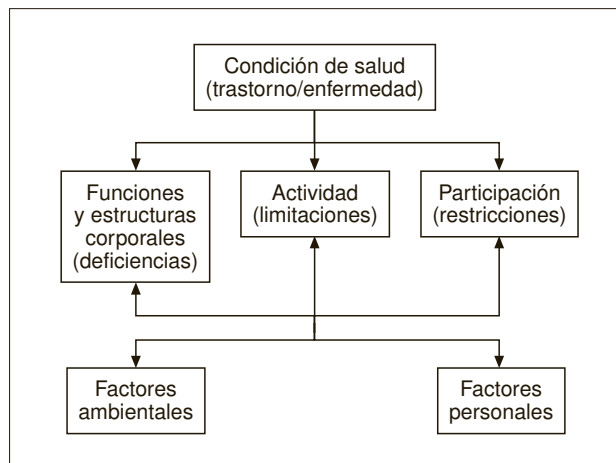 Condición de salud
(trastorno/enfermedad)
Funciones
y estructuras
corporales
(deficiencias)
Actividad
(limitaciones)
Participación
(restricciones)
Factores
ambientales
Factores
personales